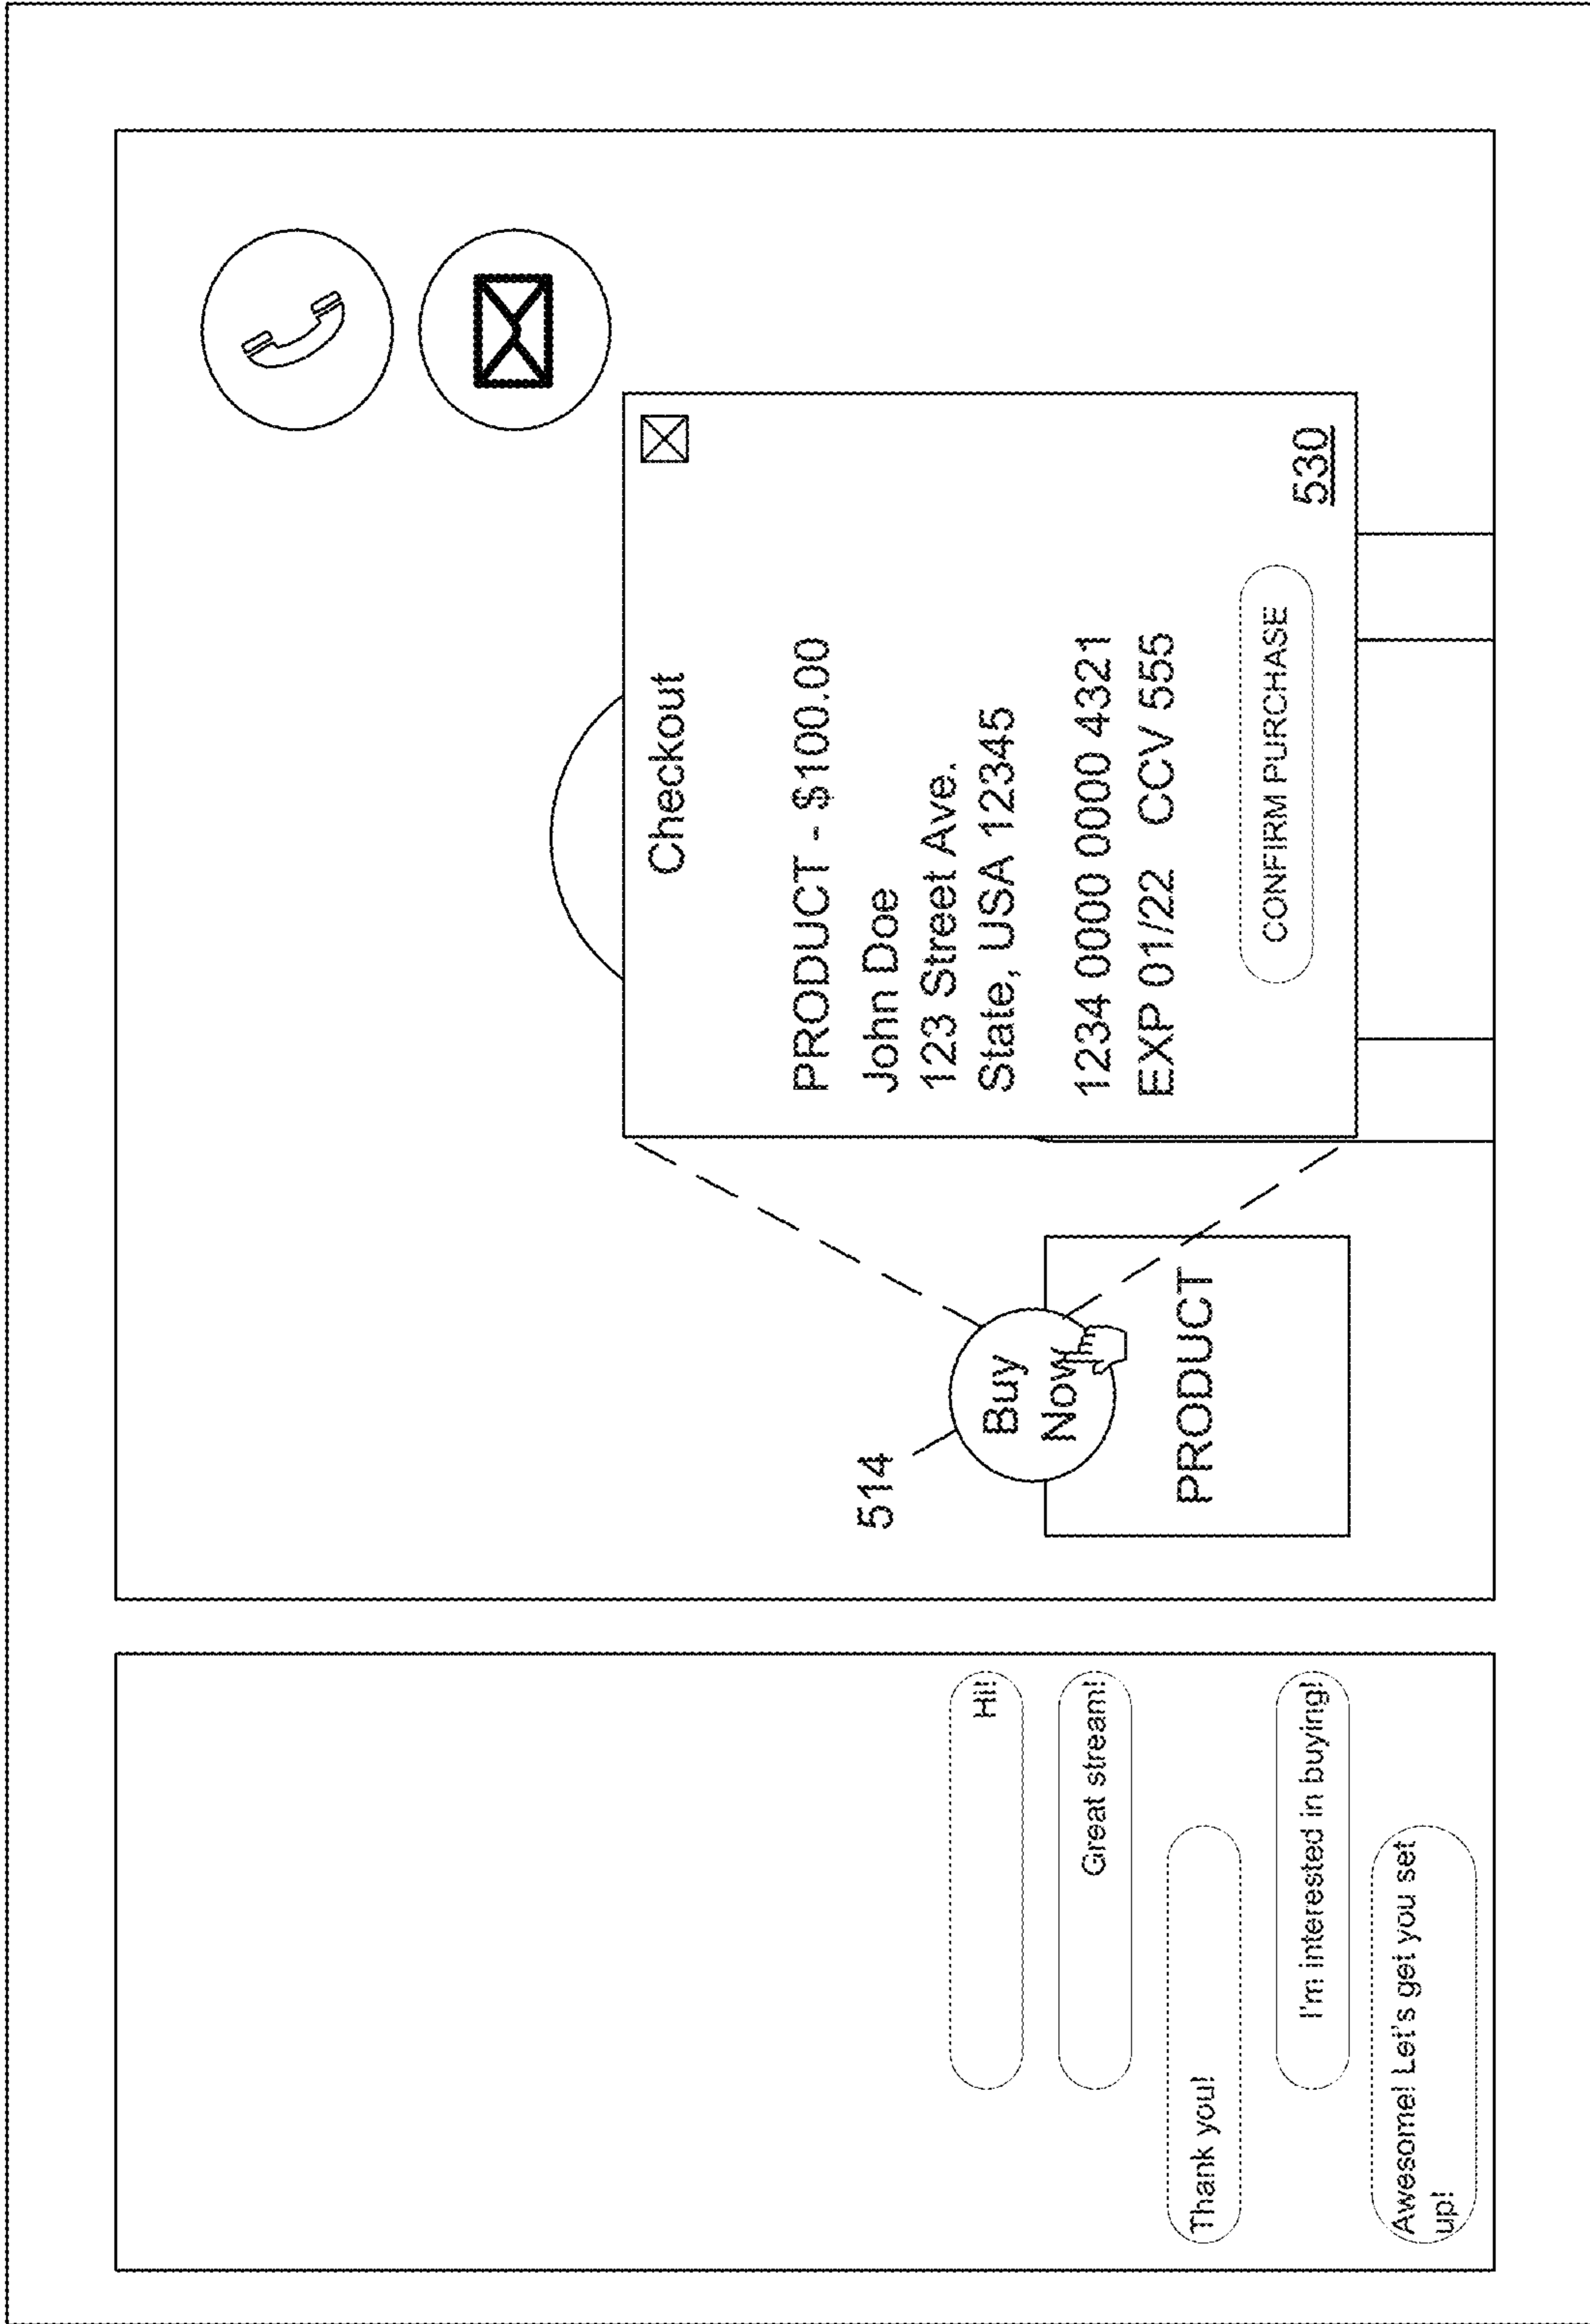 Hi!
Great stream!
Thank you!
I'm interested in buying!
Awesome! Let's get you set
up!
514
Buy
Now
PRODUCT
Checkout
PRODUCT - $100.00
John Doe
123 Street Ave.
State, USA 12345
1234 0000 0000 4321
EXP 01/22 CCV 555
CONFIRM PURCHASE
530